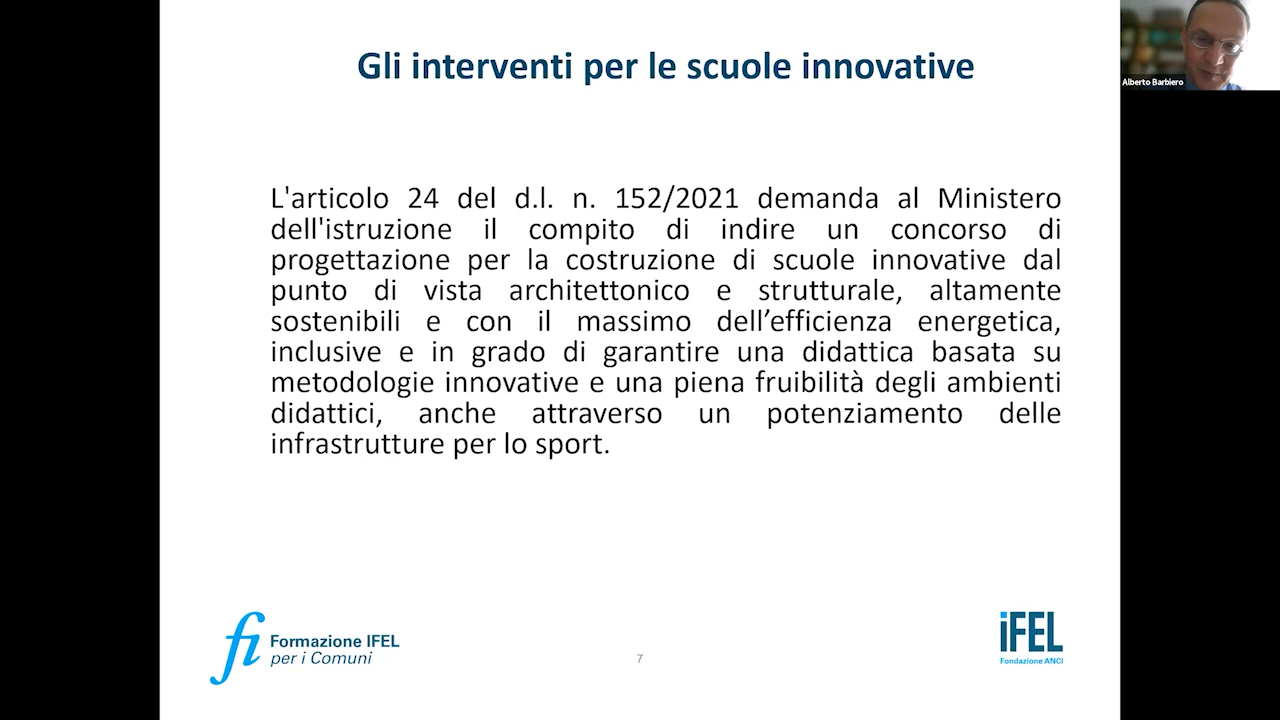 Gli interventi per le scuole innovative
Alberto Barbiero
L'articolo 24 del d.l. n. 152/2021 demanda al Ministero
dell'istruzione il compito di indire un concorso di
progettazione per la costruzione di scuole innovative dal
punto di vista architettonico e strutturale, altamente
sostenibili e con il massimo dell’efficienza energetica,
inclusive e in grado di garantire una didattica basata su
metodologie innovative e una piena fruibilità degli ambienti
didattici, anche attraverso un potenziamento delle
infrastrutture per lo sport.
fi Formazione IFEL
per i Comuni
7
iFEL
Fondazione ANCI